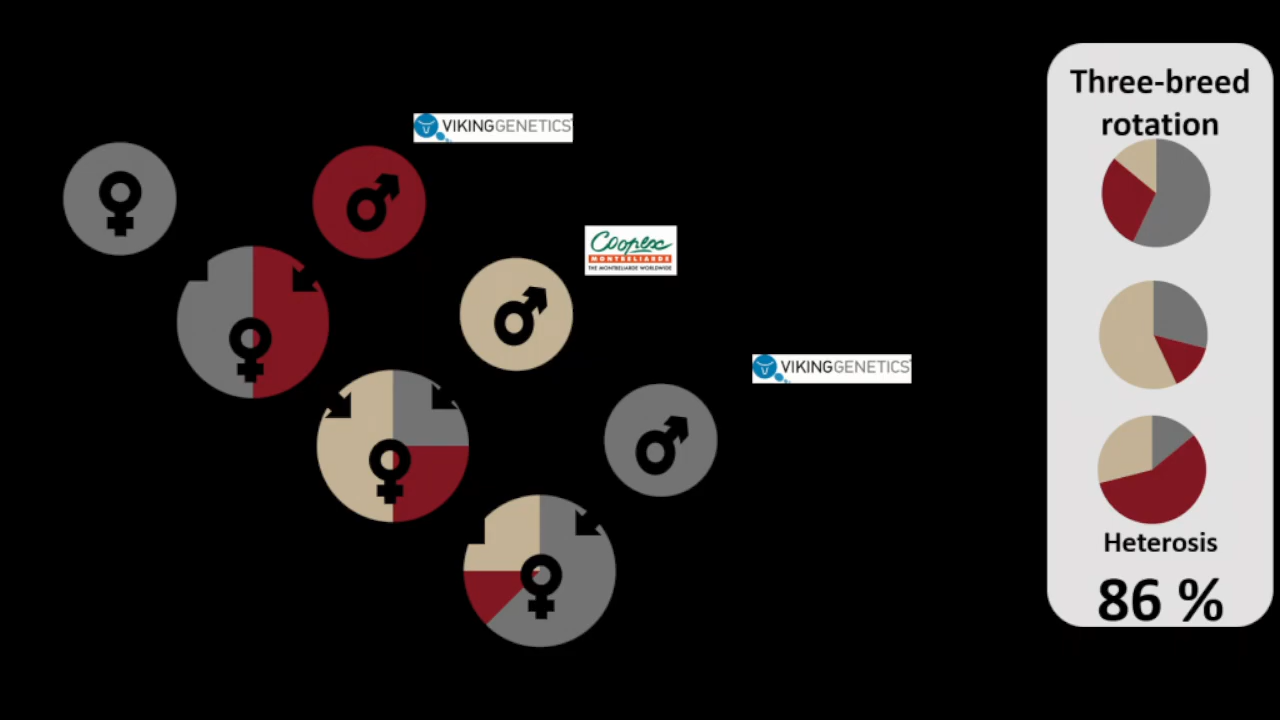 Three-breed
rotation
VIKINGGENETICS
Coopex
MONTBELIARDE
THE MONTBELIARDE WORLDWIDE
VIKINGGENETICS
Heterosis
86 %